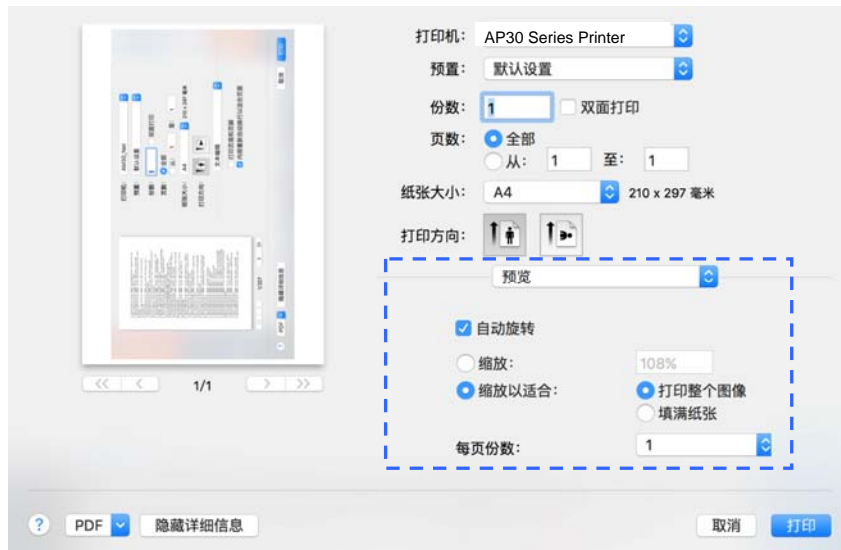 打印机： AP30 Series Printer
预置： 默认设置
份数： 1 双面打印
页数： 全部
从： 1 至： 1
纸张大小： A4 210 x 297 毫米
打印方向：
预览
自动旋转
缩放： 108%
缩放以适合： 打印整个图像
填满纸张
每页份数： 1
<< < 1/1 > >>
? PDF 隐藏详细信息 取消 打印